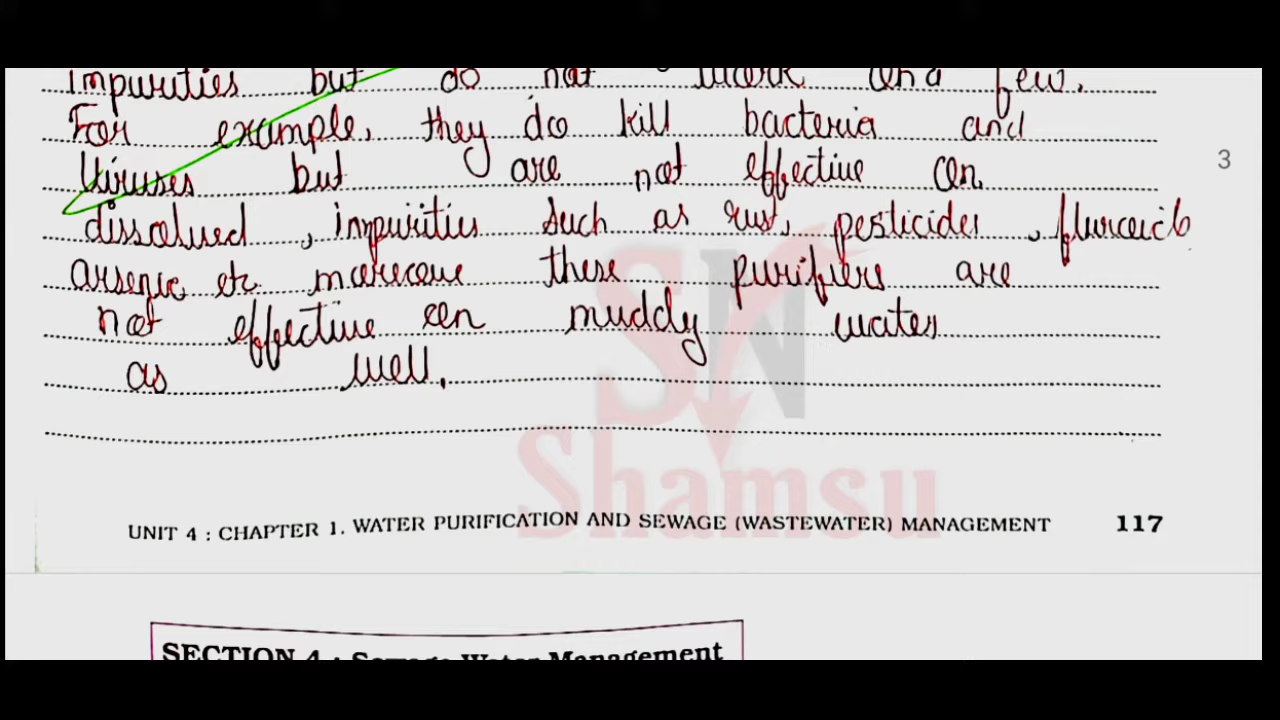 impurities but do not work on a few.
For example, they do kill bacteria and
3
Viruses but are not effective on
dissolved , impurities such as rust, pesticides , 
arsenic etc these purifiers are
not effective on muddy water
as well.
SN
Shamsu
UNIT 4 : CHAPTER 1. WATER PURIFICATION AND SEWAGE (WASTEWATER) MANAGEMENT 117
SECTION 4 : Sewage Water Management